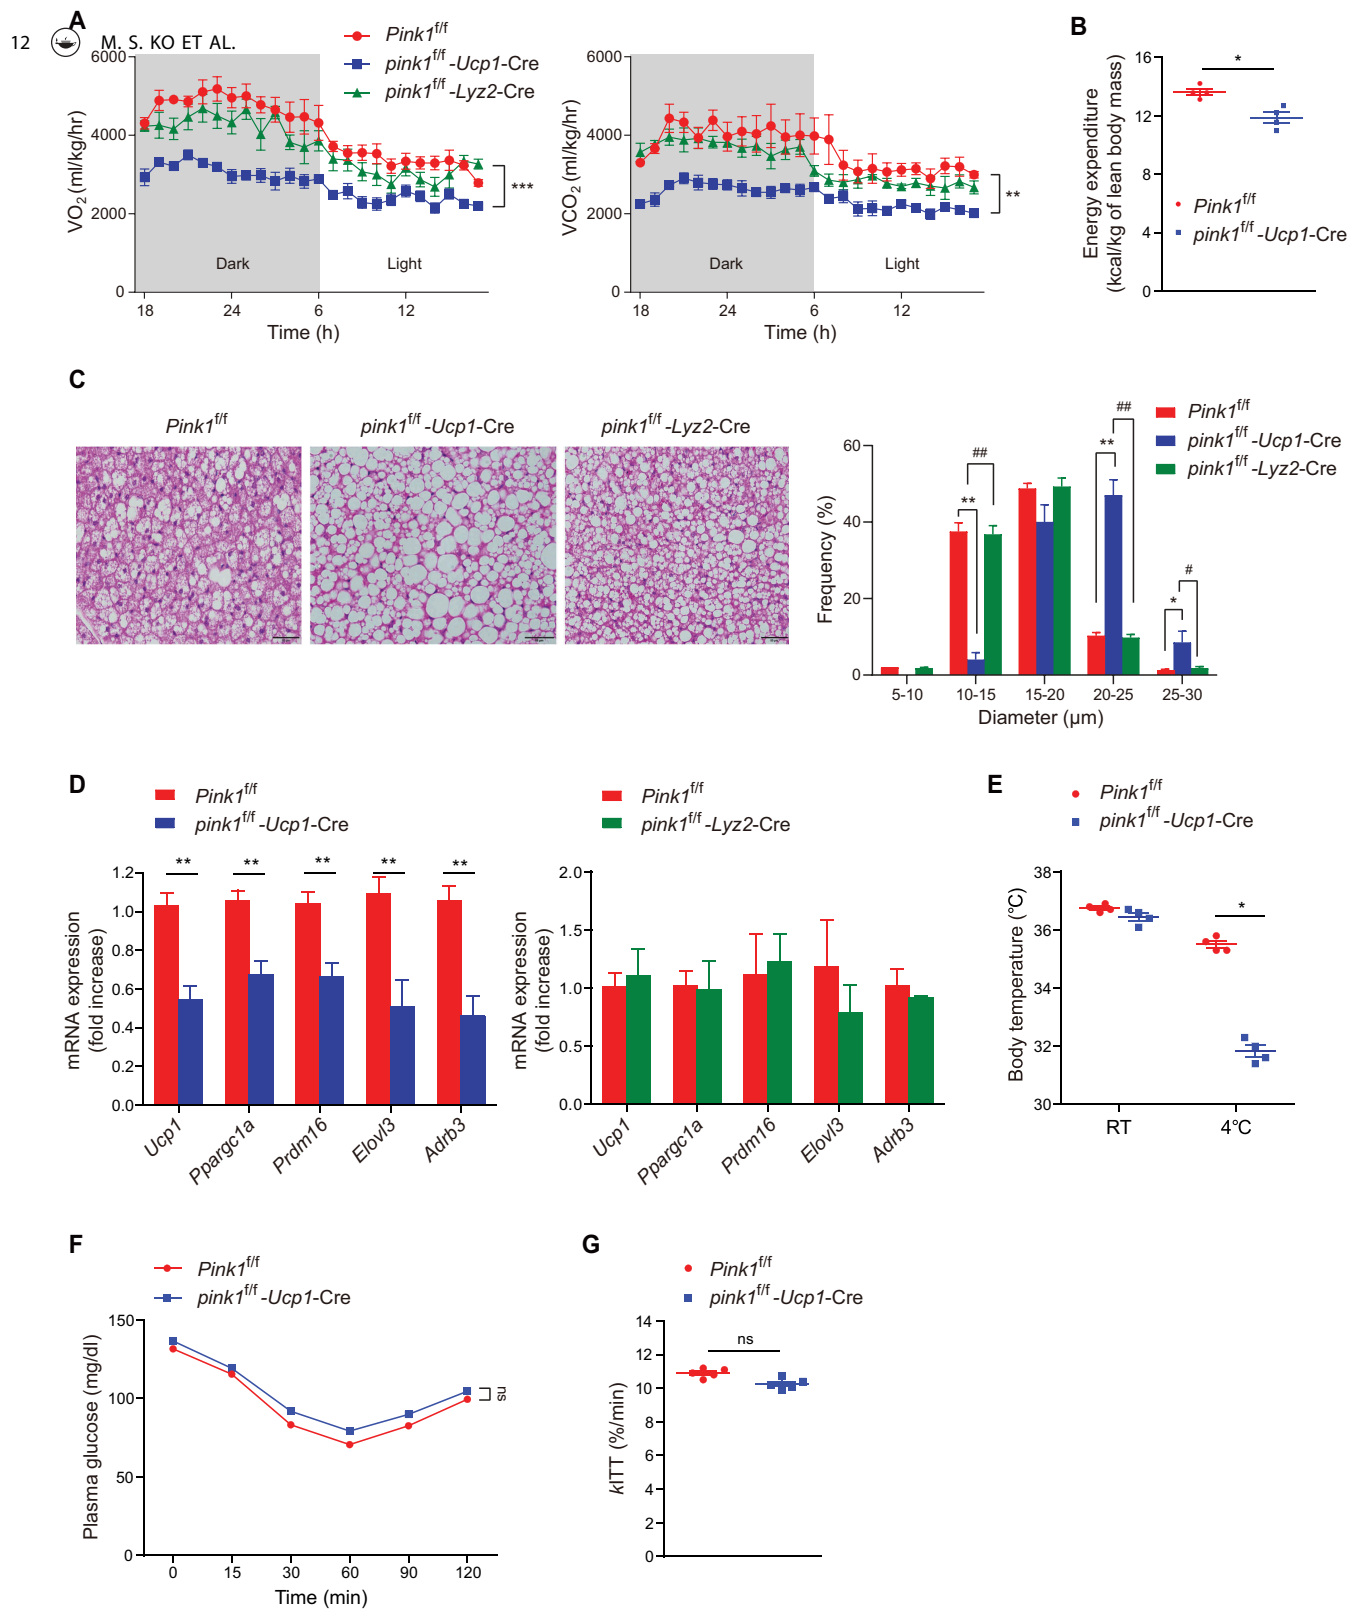 12 M. S. KO ET AL.
A
Pink1f/f
pink1f/f-Ucp1-Cre
pink1f/f-Lyz2-Cre
VO2 (ml/kg/hr)
6000
4000
2000
0
Dark
Light
***
18 24 6 12
Time (h)
VCO2 (ml/kg/hr)
6000
4000
2000
0
Dark
Light
**
18 24 6 12
Time (h)
B
Energy expenditure
(kcal/kg of lean body mass)
16
12
8
4
0
*
Pink1f/f
pink1f/f-Ucp1-Cre
C
Pink1f/f
pink1f/f-Ucp1-Cre
pink1f/f-Lyz2-Cre
Pink1f/f
pink1f/f-Ucp1-Cre
pink1f/f-Lyz2-Cre
Frequency (%)
60
40
20
0
##
**
##
**
#
*
5-10 10-15 15-20 20-25 25-30
Diameter (µm)
D
Pink1f/f
pink1f/f-Ucp1-Cre
mRNA expression
(fold increase)
1.2
1.0
0.8
0.6
0.4
0.2
0.0
** ** ** ** **
Ucp1 Ppargc1a Prdm16 Elovl3 Adrb3
Pink1f/f
pink1f/f-Lyz2-Cre
mRNA expression
(fold increase)
2.0
1.5
1.0
0.5
0.0
Ucp1 Ppargc1a Prdm16 Elovl3 Adrb3
E
Pink1f/f
pink1f/f-Ucp1-Cre
Body temperature (°C)
38
36
34
32
30
*
RT 4°C
F
Pink1f/f
pink1f/f-Ucp1-Cre
Plasma glucose (mg/dl)
150
100
50
0
ns
0 15 30 60 90 120
Time (min)
G
Pink1f/f
pink1f/f-Ucp1-Cre
kITT (%/min)
14
12
10
8
6
4
2
0
ns